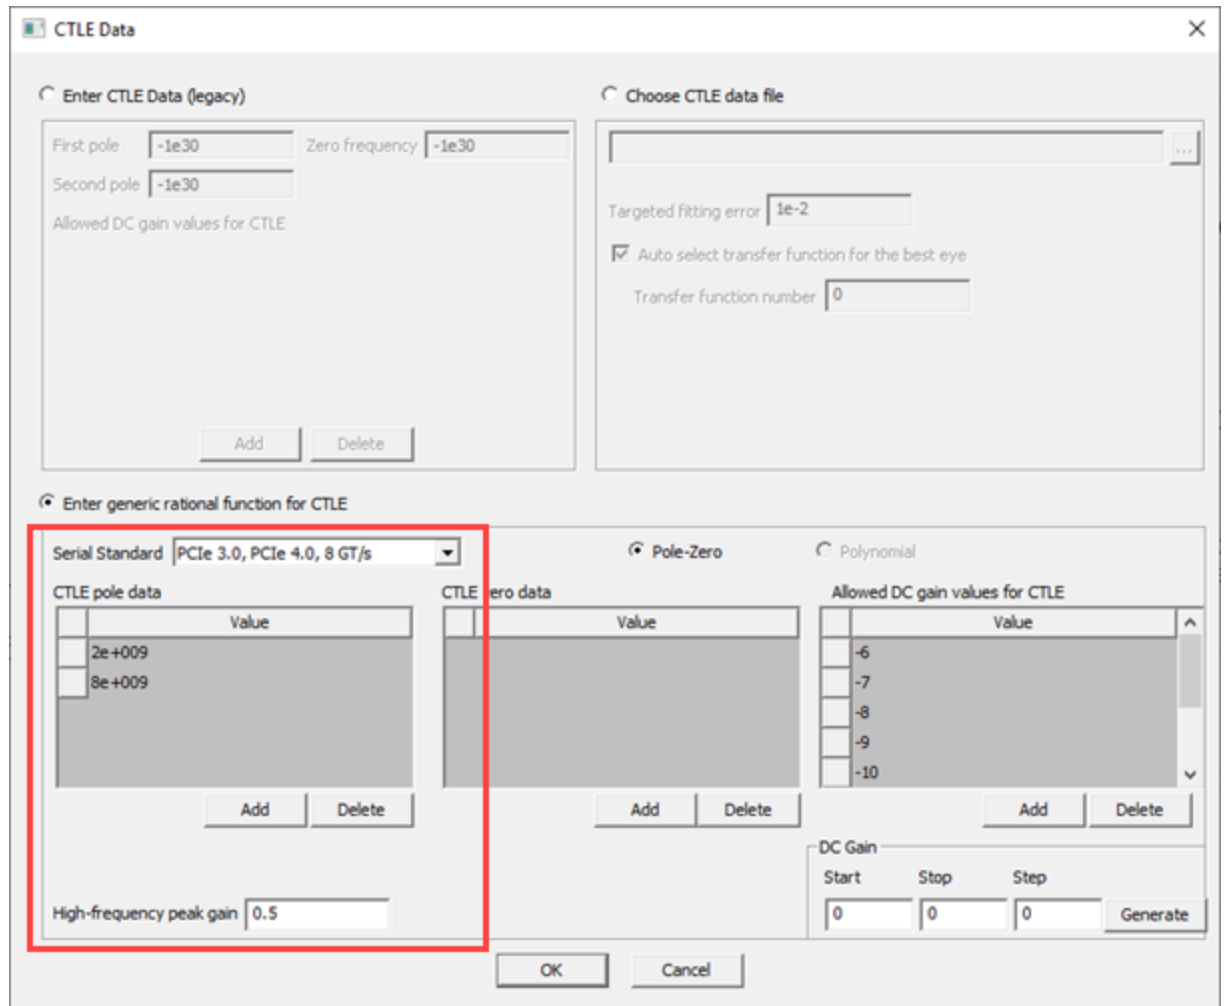 CTLE Data
Enter CTLE Data (legacy)
First pole -1e30 Zero frequency -1e30
Second pole -1e30
Allowed DC gain values for CTLE
Add Delete
Choose CTLE data file
...
Targeted fitting error 1e-2
Auto select transfer function for the best eye
Transfer function number 0
Enter generic rational function for CTLE
Serial Standard PCIe 3.0, PCIe 4.0, 8 GT/s
Pole-Zero Polynomial
CTLE pole data
Value
2e+009
8e+009
Add Delete
High-frequency peak gain 0.5
CTLE zero data
Value
Add Delete
Allowed DC gain values for CTLE
Value
-6
-7
-8
-9
-10
Add Delete
DC Gain
Start Stop Step
0 0 0 Generate
OK Cancel